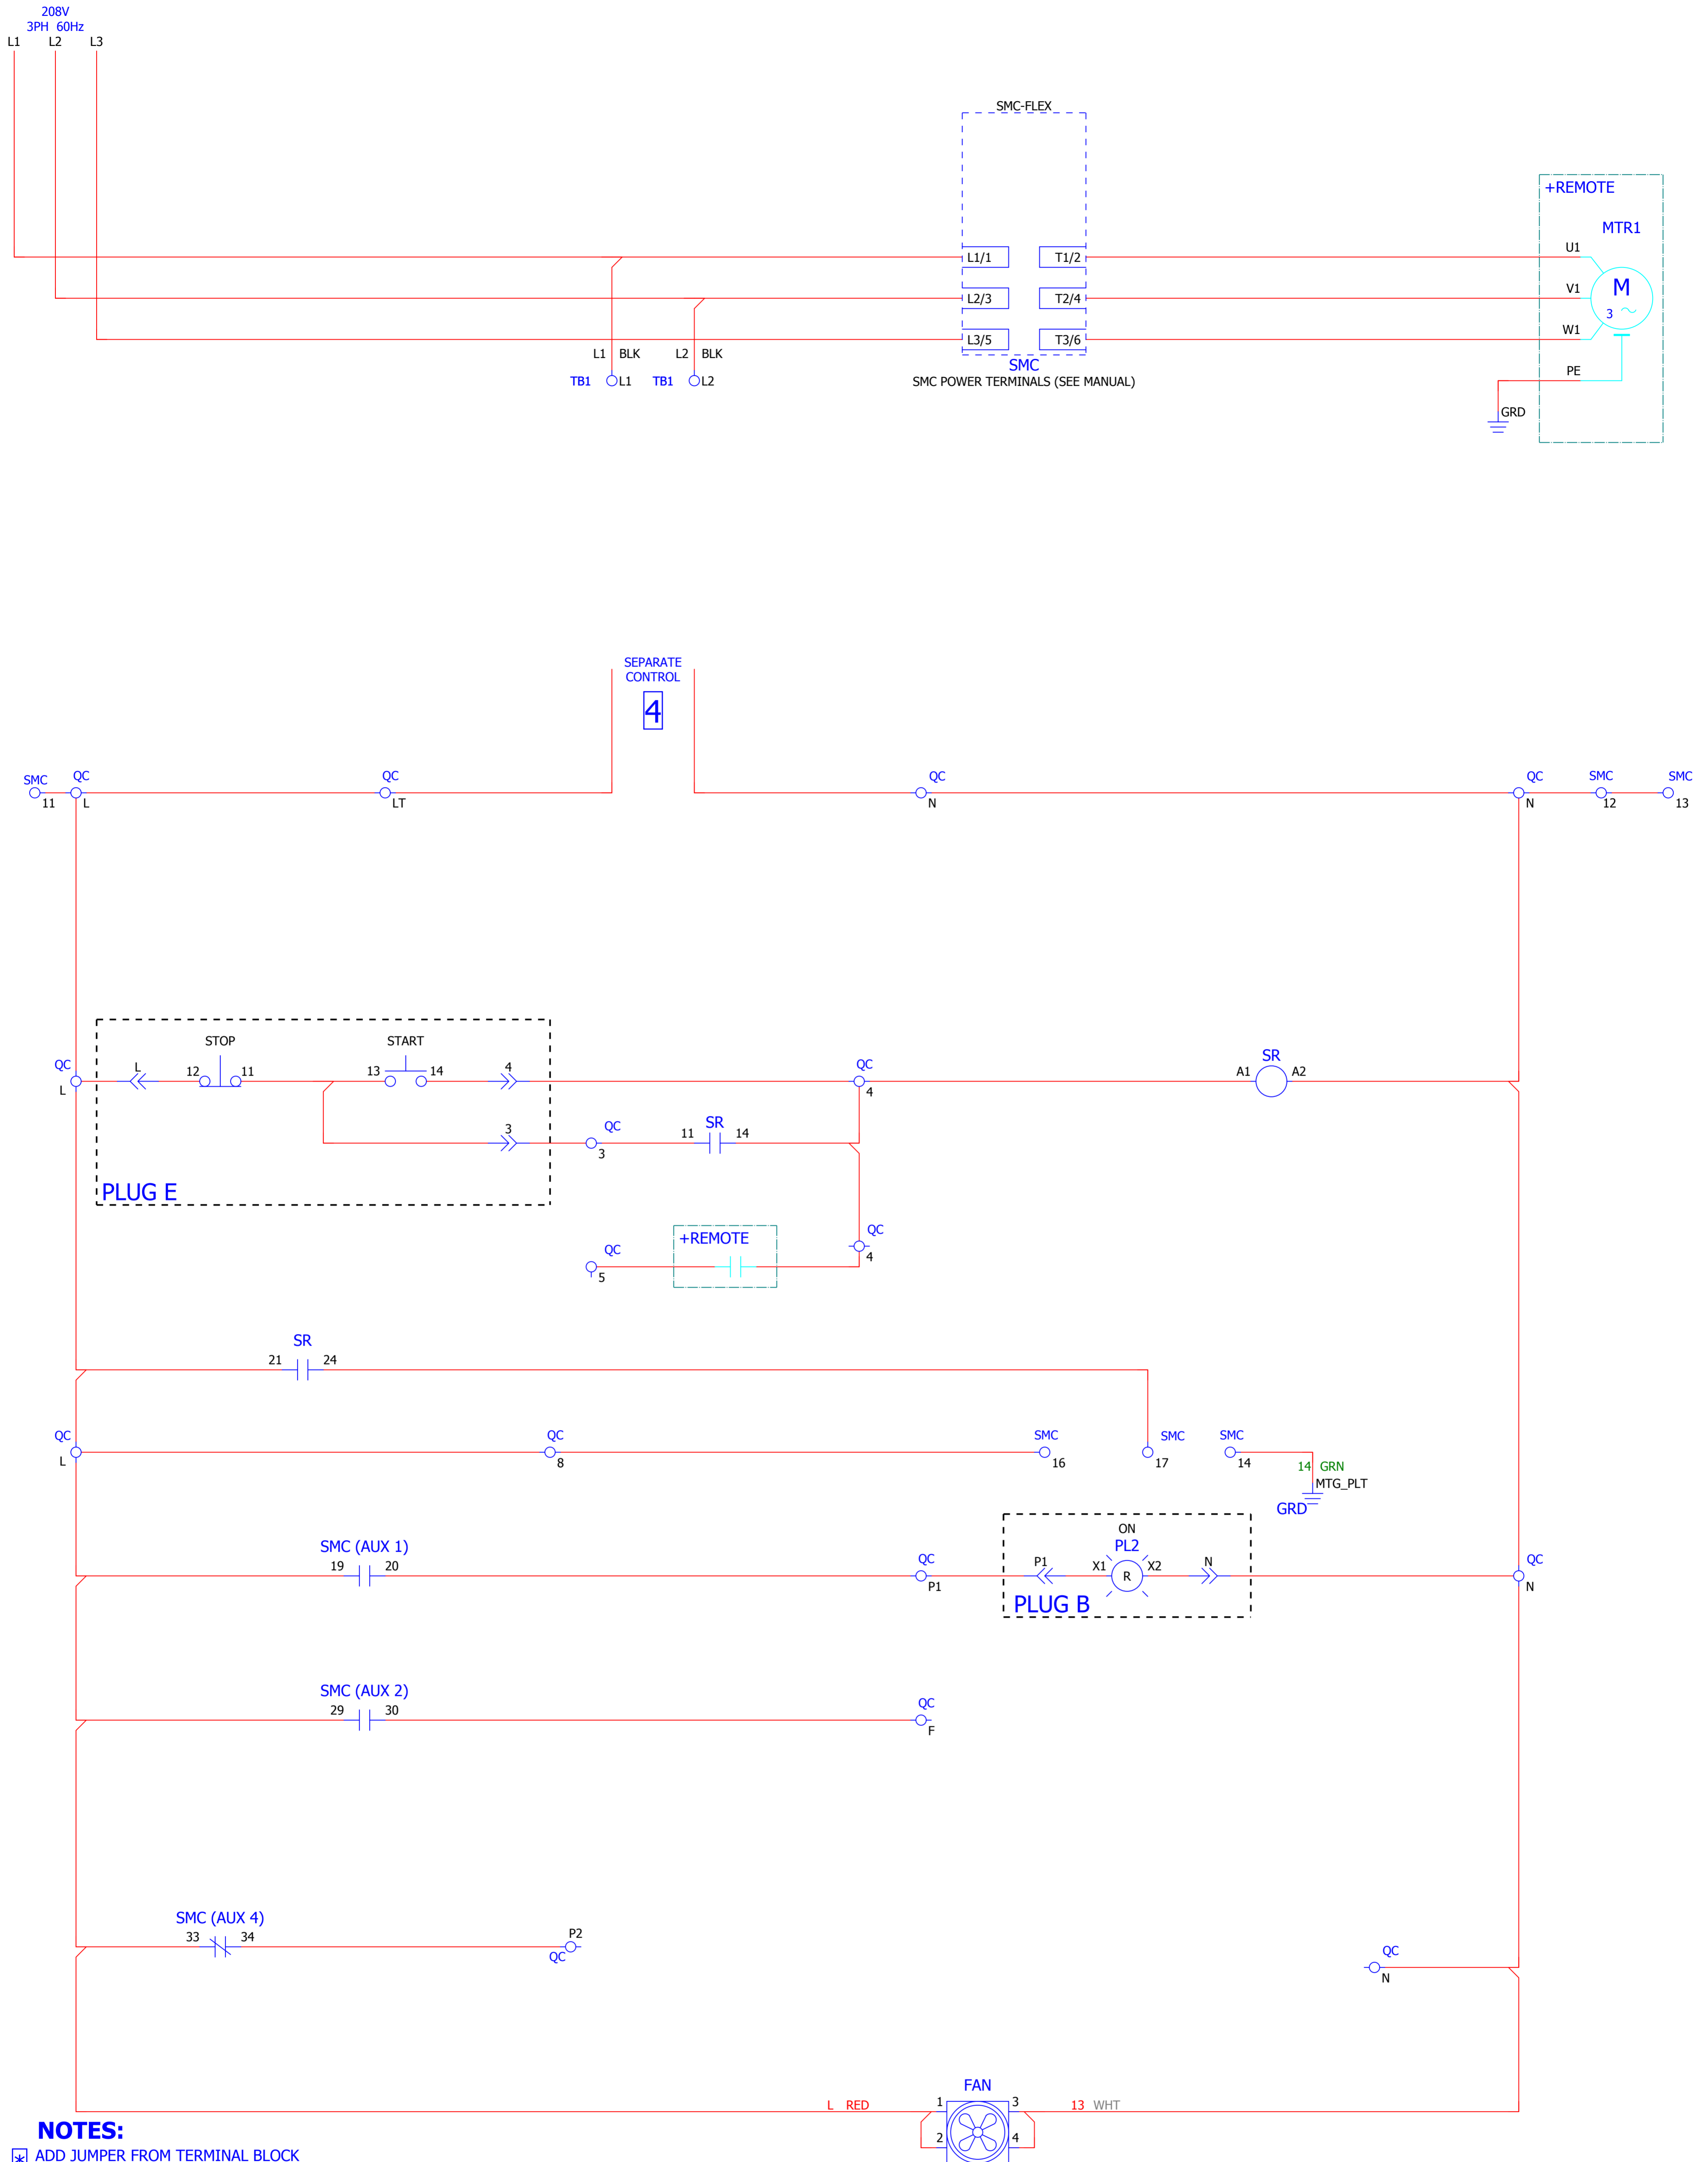 208V
3PH 60Hz
L1 L2 L3
SMC-FLEX
+REMOTE
MTR1
L1/1 T1/2 U1
L2/3 T2/4 V1 M
3
L3/5 T3/6 W1
L1 BLK L2 BLK
SMC
TB1 L1 TB1 L2
SMC POWER TERMINALS (SEE MANUAL)
PE
GRD
SEPARATE
CONTROL
4
SMC QC QC QC QC SMC SMC
11 L LT N N 12 13
STOP START
QC L 12 11 13 14 4 QC A1 SR A2
L 4
3 QC 11 SR 14
3
PLUG E
+REMOTE QC
4
QC
5
SR
21 24
QC QC SMC SMC SMC
L 8 16 17 14
14 GRN
MTG_PLT
GRD
ON
SMC (AUX 1) PL2
19 20 QC P1 X1 R X2 N QC
P1 N
PLUG B
SMC (AUX 2)
29 30 QC
F
SMC (AUX 4)
33 34 P2
QC
QC
N
FAN
L RED 1 3 13 WHT
2 4
NOTES:
* ADD JUMPER FROM TERMINAL BLOCK